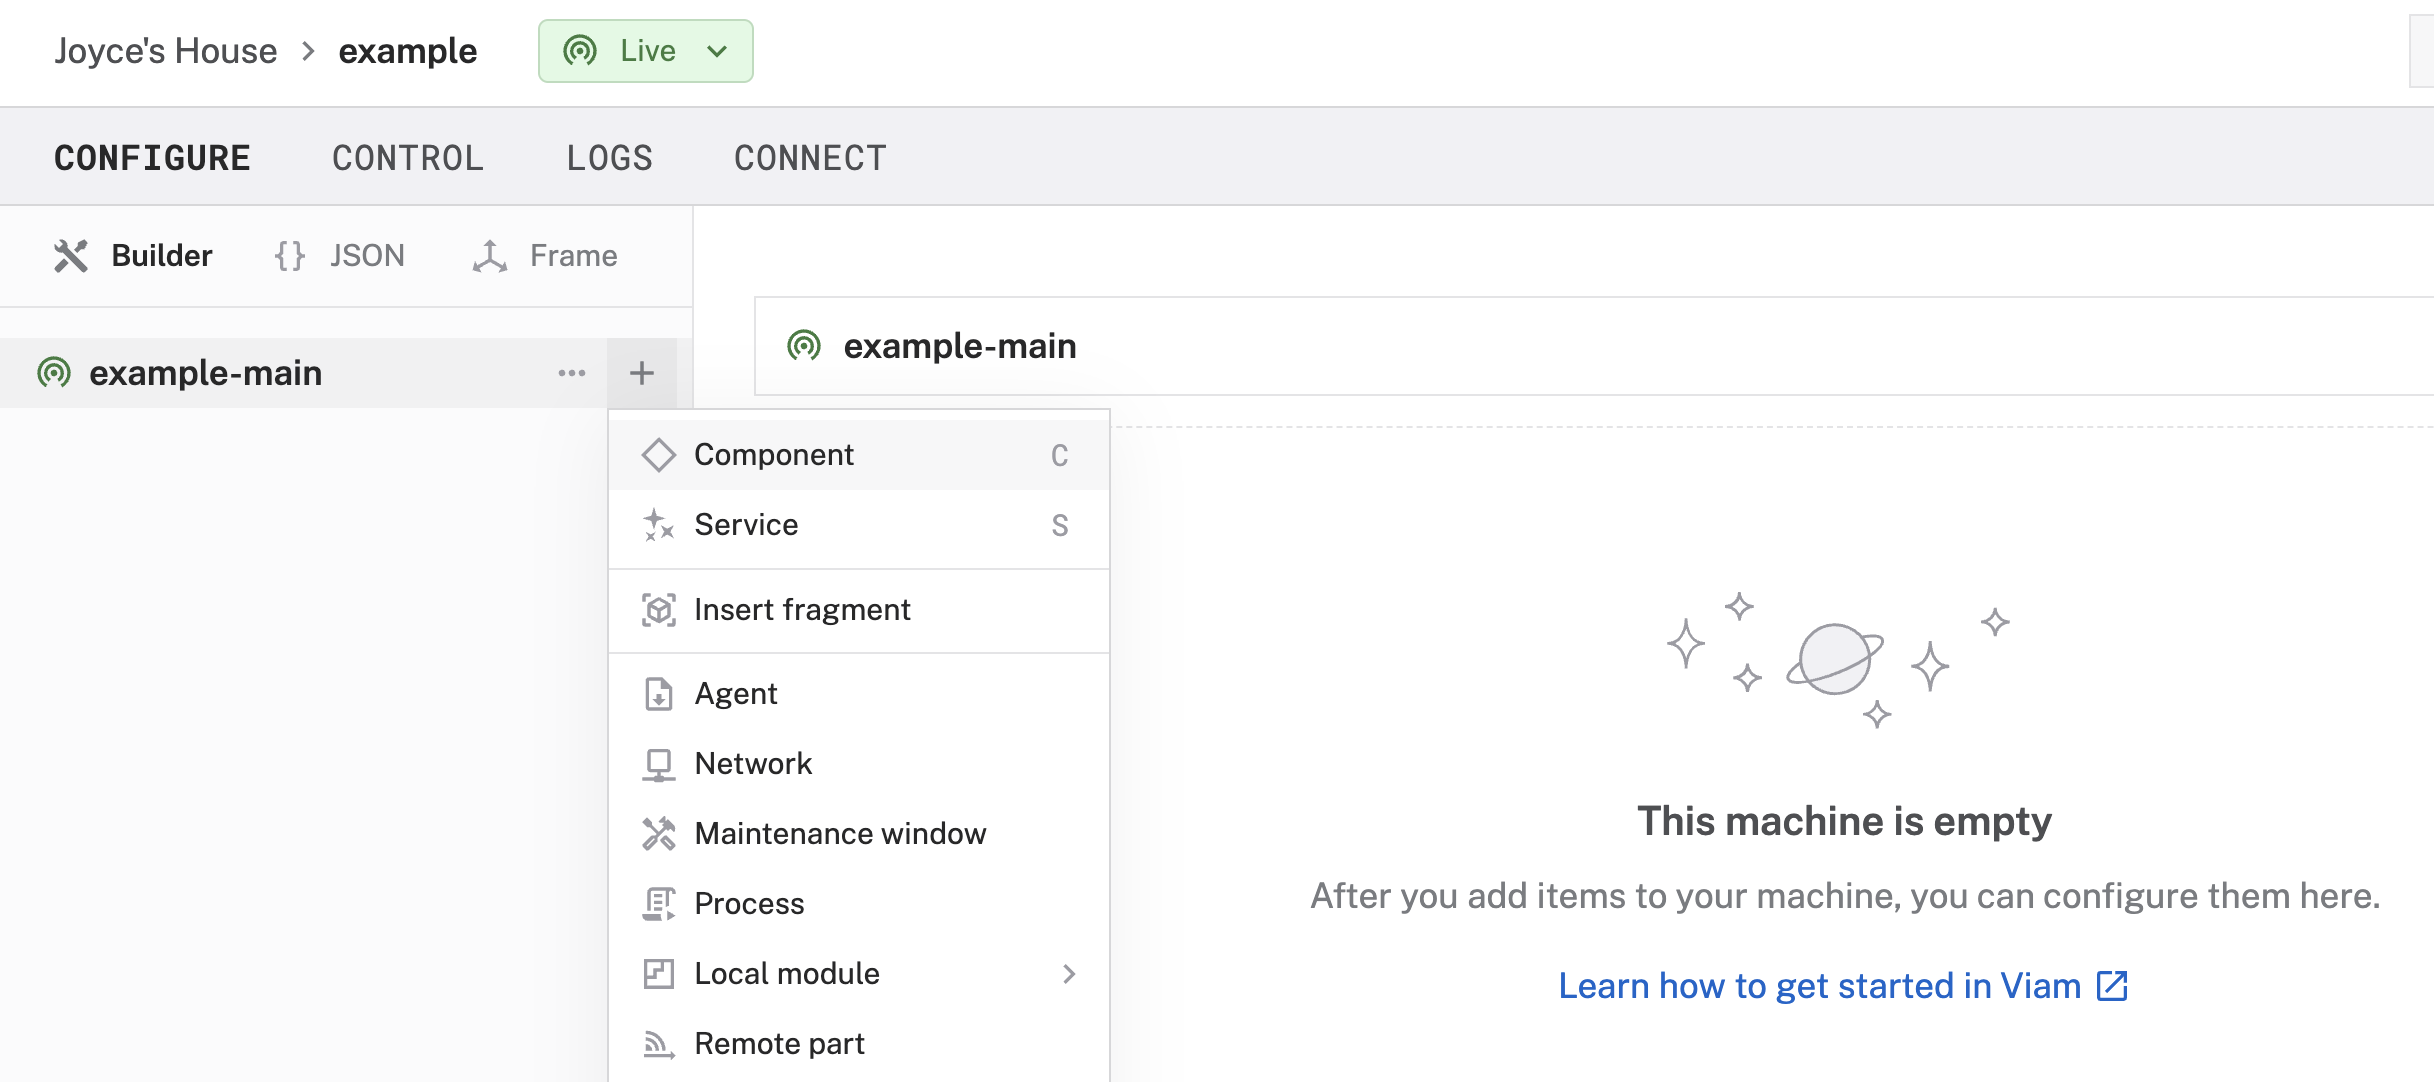 Joyce's House > example Live
CONFIGURE CONTROL LOGS CONNECT
Builder {} JSON Frame
example-main ... +
example-main
Component C
Service S
Insert fragment
Agent
Network
Maintenance window
Process
Local module >
Remote part
This machine is empty
After you add items to your machine, you can configure them here.
Learn how to get started in Viam